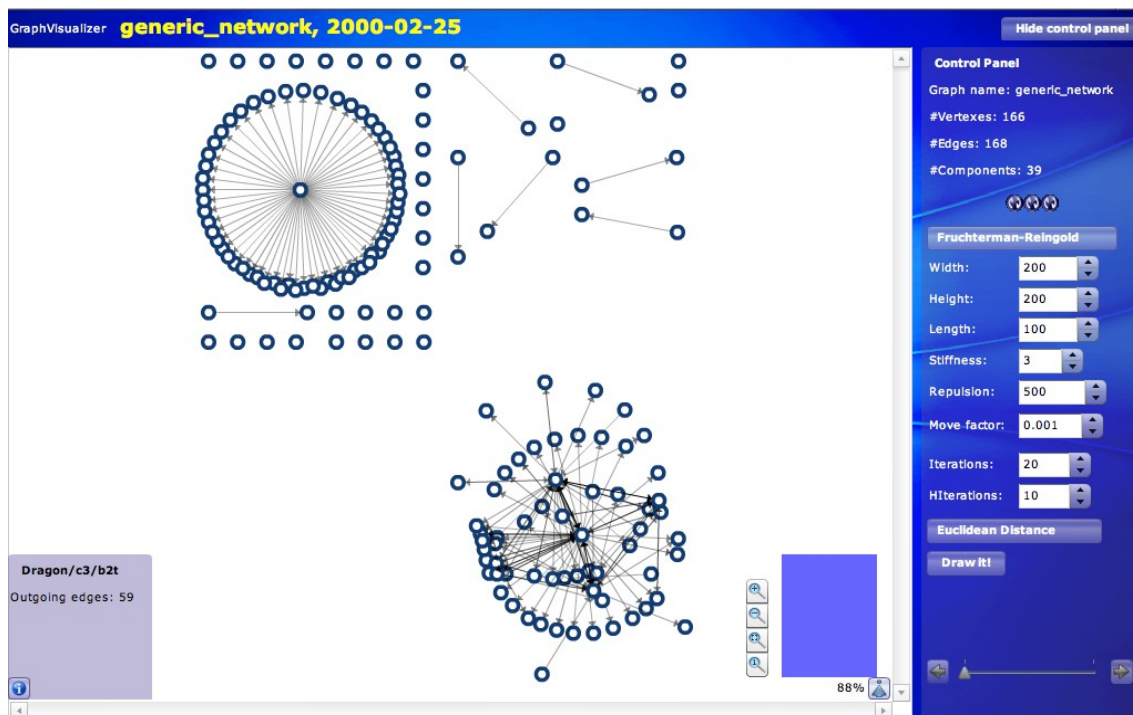 GraphVisualizer generic_network, 2000-02-25 Hide control panel
Control Panel
Graph name: generic_network
#Vertexes: 166
#Edges: 168
#Components: 39
Fruchterman-Reingold
Width: 200
Height: 200
Length: 100
Stiffness: 3
Repulsion: 500
Move factor: 0.001
Iterations: 20
HIterations: 10
Euclidean Distance
Draw it!
Dragon/c3/b2t
Outgoing edges: 59
88%